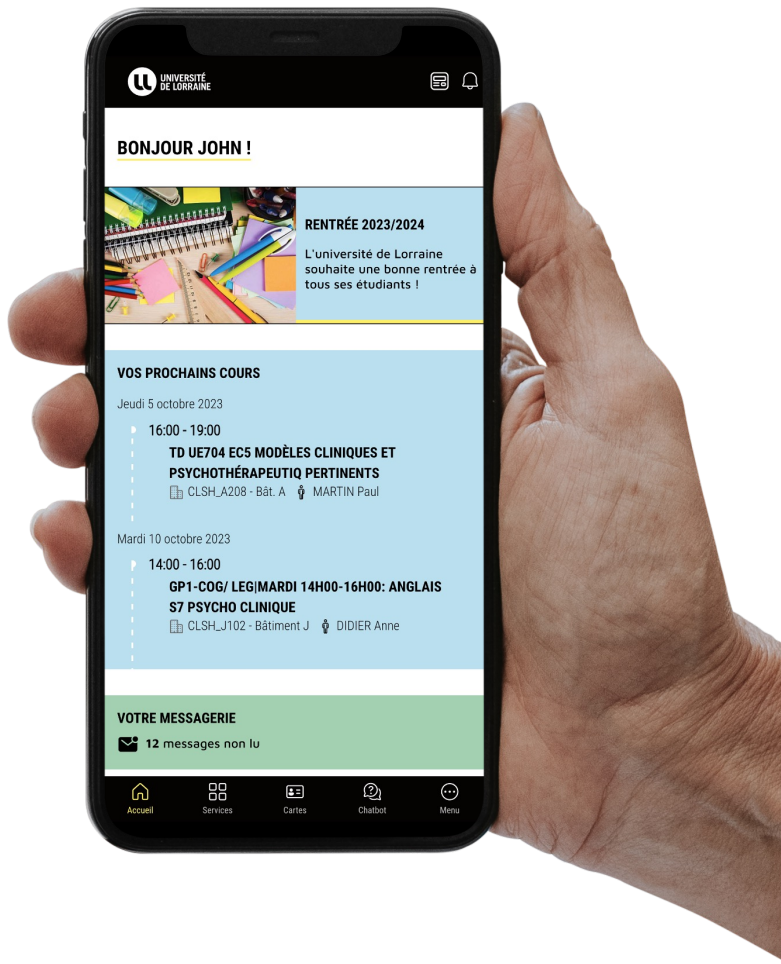 UNIVERSITÉ
DE LORRAINE
BONJOUR JOHN !
RENTRÉE 2023/2024
L'université de Lorraine
souhaite une bonne rentrée à
tous ses étudiants !
VOS PROCHAINS COURS
Jeudi 5 octobre 2023
16:00 - 19:00
TD UE704 EC5 MODÈLES CLINIQUES ET
PSYCHOTHÉRAPEUTIQ PERTINENTS
CLSH_A208 - Bât. A MARTIN Paul
Mardi 10 octobre 2023
14:00 - 16:00
GP1-COG/ LEG|MARDI 14H00-16H00: ANGLAIS
S7 PSYCHO CLINIQUE
CLSH_J102 - Bâtiment J DIDIER Anne
VOTRE MESSAGERIE
12 messages non lu
Accueil Services Cartes Chatbot Menu